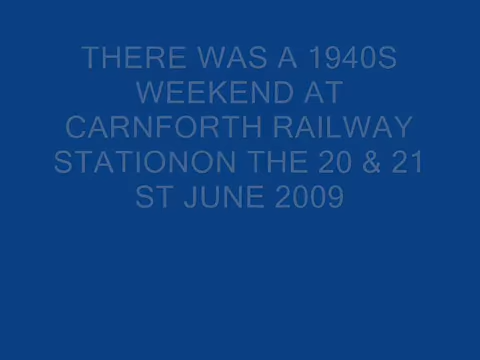 THERE WAS A 1940S
WEEKEND AT
CARNFORTH RAILWAY
STATIONON THE 20 & 21
ST JUNE 2009